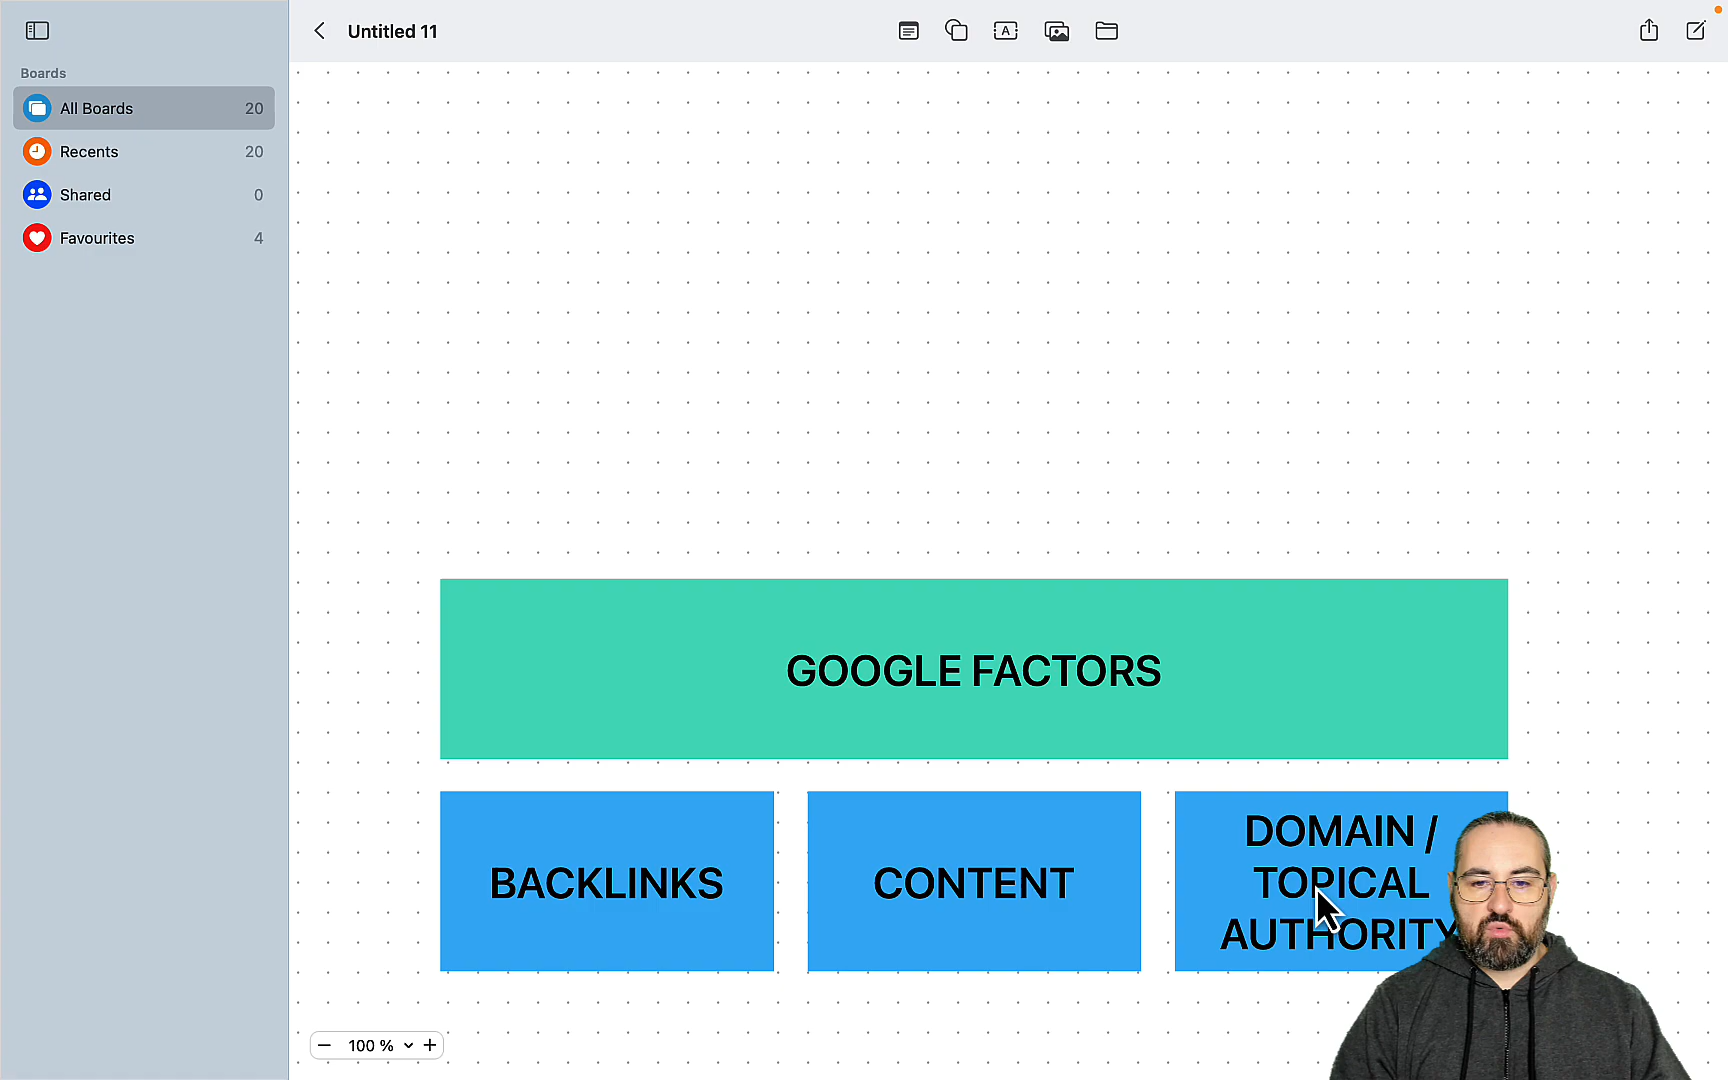 Untitled 11
Boards
All Boards 20
Recents 20
Shared 0
Favourites 4
GOOGLE FACTORS
BACKLINKS
CONTENT
DOMAIN /
TOPICAL
AUTHORITY
100 %